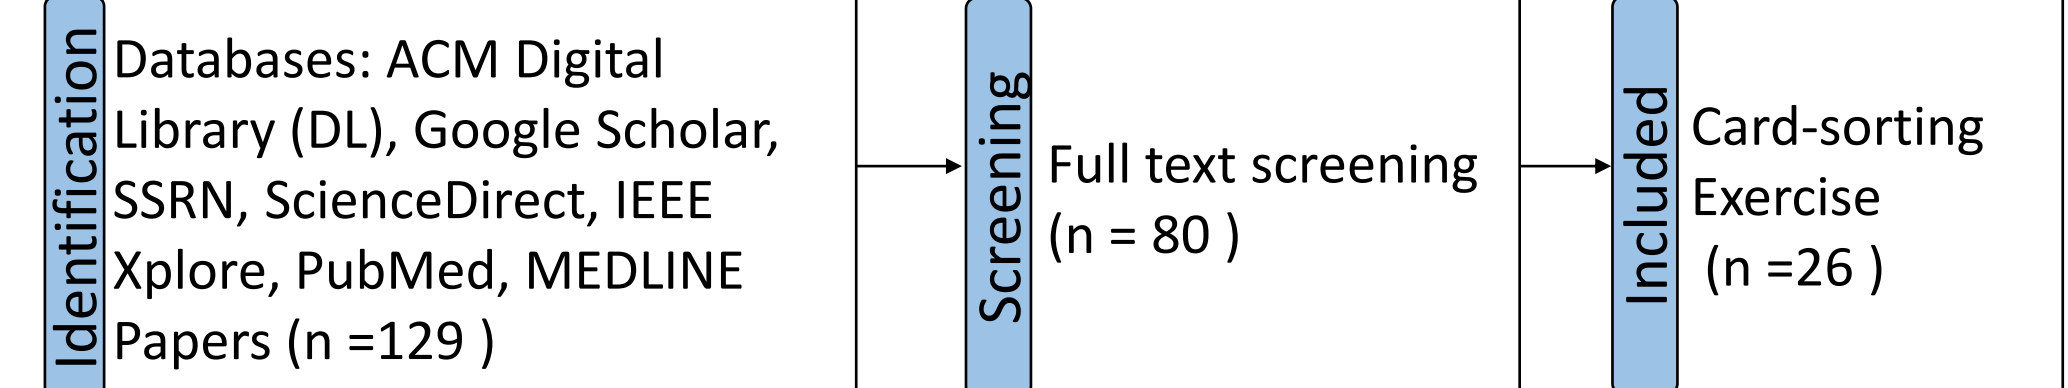 Identification
Databases: ACM Digital
Library (DL), Google Scholar,
SSRN, ScienceDirect, IEEE
Xplore, PubMed, MEDLINE
Papers (n =129 )
Screening
Full text screening
(n = 80 )
Included
Card-sorting
Exercise
(n =26 )